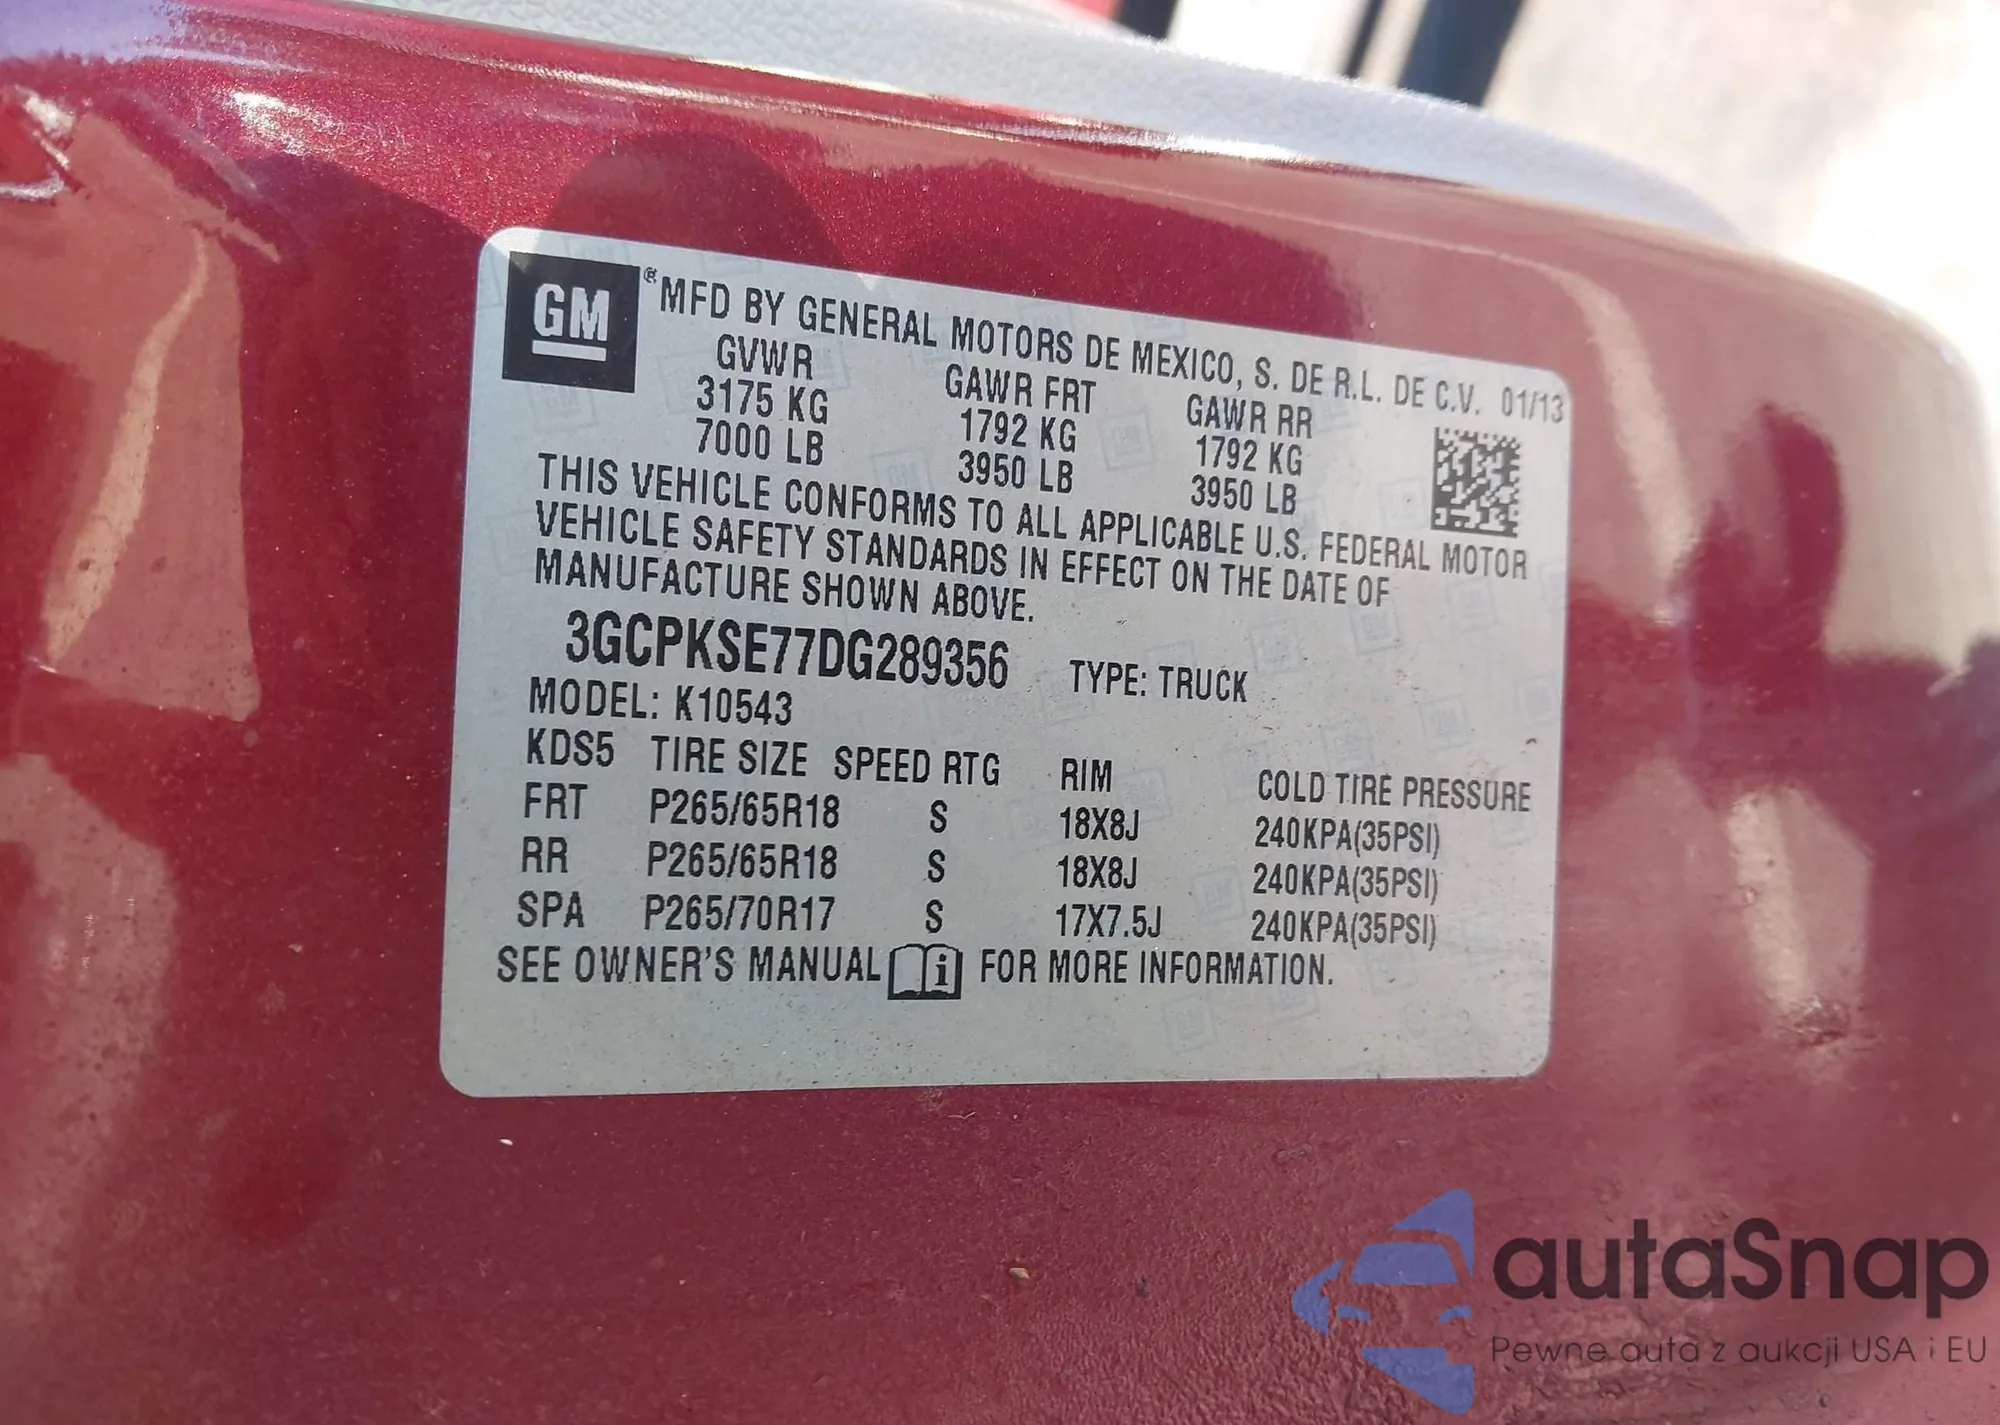 GM ® MFD BY GENERAL MOTORS DE MEXICO, S. DE R.L. DE C.V. 01/13
GVWR GAWR FRT GAWR RR
3175 KG 1792 KG 1792 KG
7000 LB 3950 LB 3950 LB
THIS VEHICLE CONFORMS TO ALL APPLICABLE U.S. FEDERAL MOTOR
VEHICLE SAFETY STANDARDS IN EFFECT ON THE DATE OF
MANUFACTURE SHOWN ABOVE.
3GCPKSE77DG289356 TYPE: TRUCK
MODEL: K10543
KDS5 TIRE SIZE SPEED RTG RIM COLD TIRE PRESSURE
FRT P265/65R18 S 18X8J 240KPA(35PSI)
RR P265/65R18 S 18X8J 240KPA(35PSI)
SPA P265/70R17 S 17X7.5J 240KPA(35PSI)
SEE OWNER'S MANUAL i FOR MORE INFORMATION.
autaSnap
Pewne auta z aukcji USA i EU